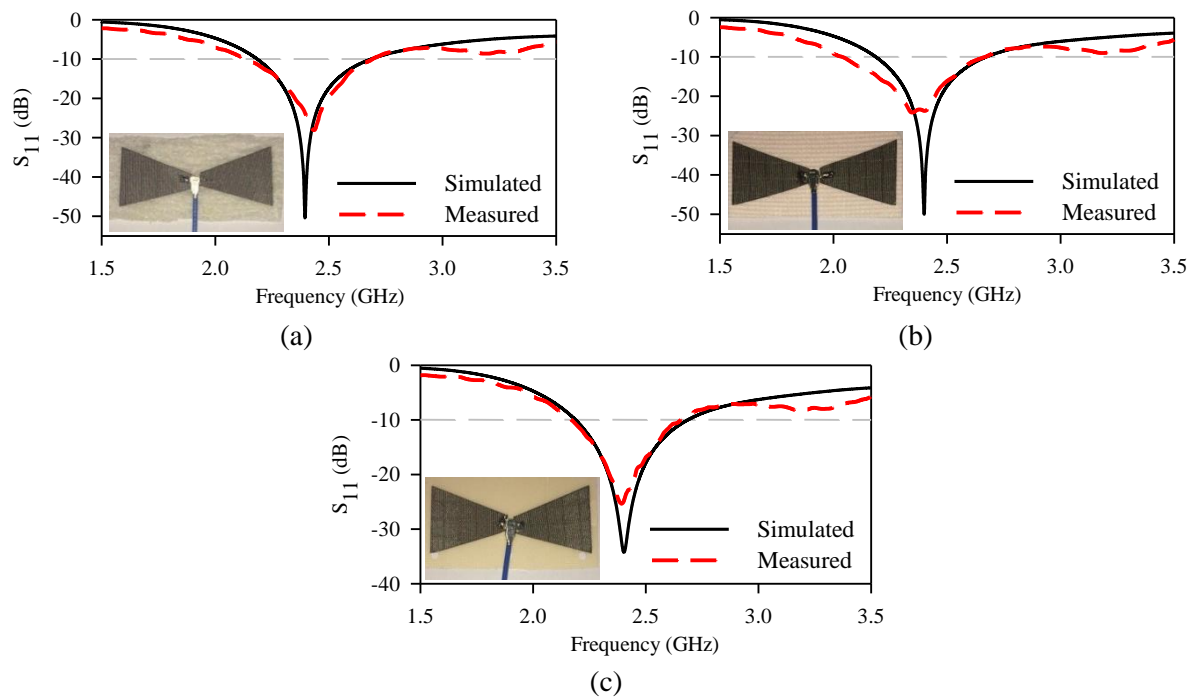 0
-10
-20
-30
-40
-50
S11 (dB)
Simulated
Measured
1.5 2.0 2.5 3.0 3.5
Frequency (GHz)
(a)
0
-10
-20
-30
-40
-50
S11 (dB)
Simulated
Measured
1.5 2.0 2.5 3.0 3.5
Frequency (GHz)
(b)
0
-10
-20
-30
-40
S11 (dB)
Simulated
Measured
1.5 2.0 2.5 3.0 3.5
Frequency (GHz)
(c)